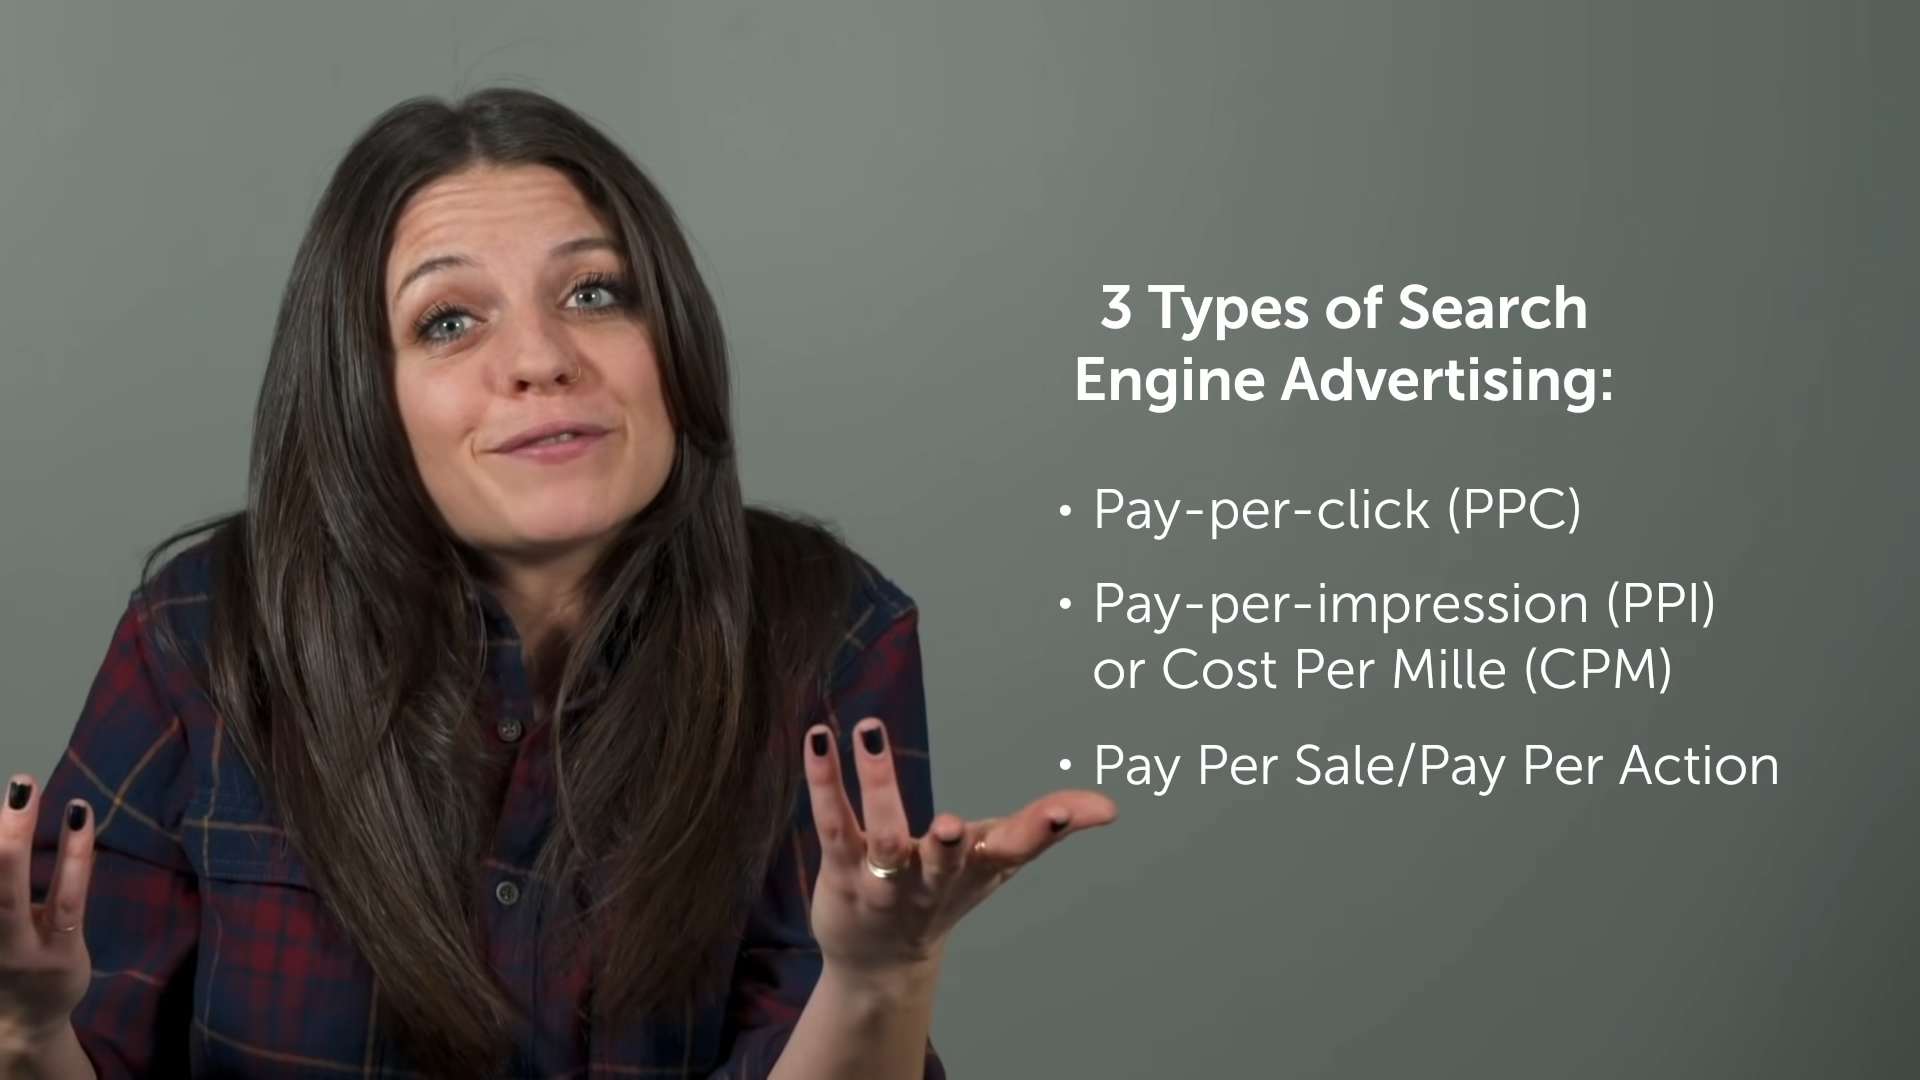 3 Types of Search
Engine Advertising:
• Pay-per-click (PPC)
• Pay-per-impression (PPI)
or Cost Per Mille (CPM)
• Pay Per Sale/Pay Per Action